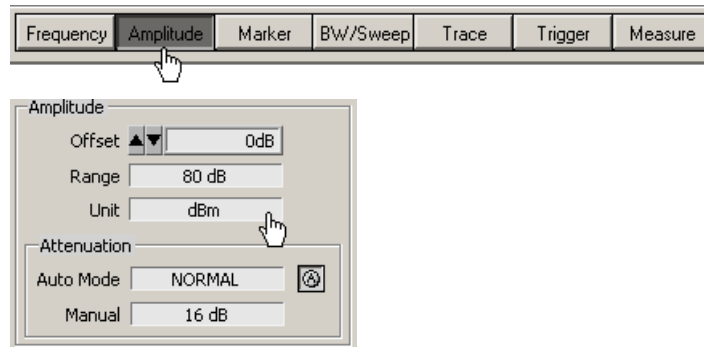 Frequency Amplitude Marker BW/Sweep Trace Trigger Measure
Amplitude
Offset 0dB
Range 80 dB
Unit dBm
Attenuation
Auto Mode NORMAL A
Manual 16 dB